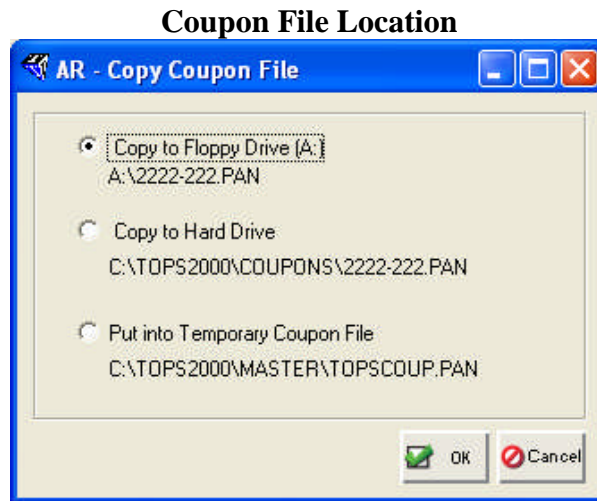 Coupon File Location
AR - Copy Coupon File
Copy to Floppy Drive (A:)
A:\2222-222.PAN
Copy to Hard Drive
C:\TOPS2000\COUPONS\2222-222.PAN
Put into Temporary Coupon File
C:\TOPS2000\MASTER\TOPSCOUP.PAN
OK Cancel